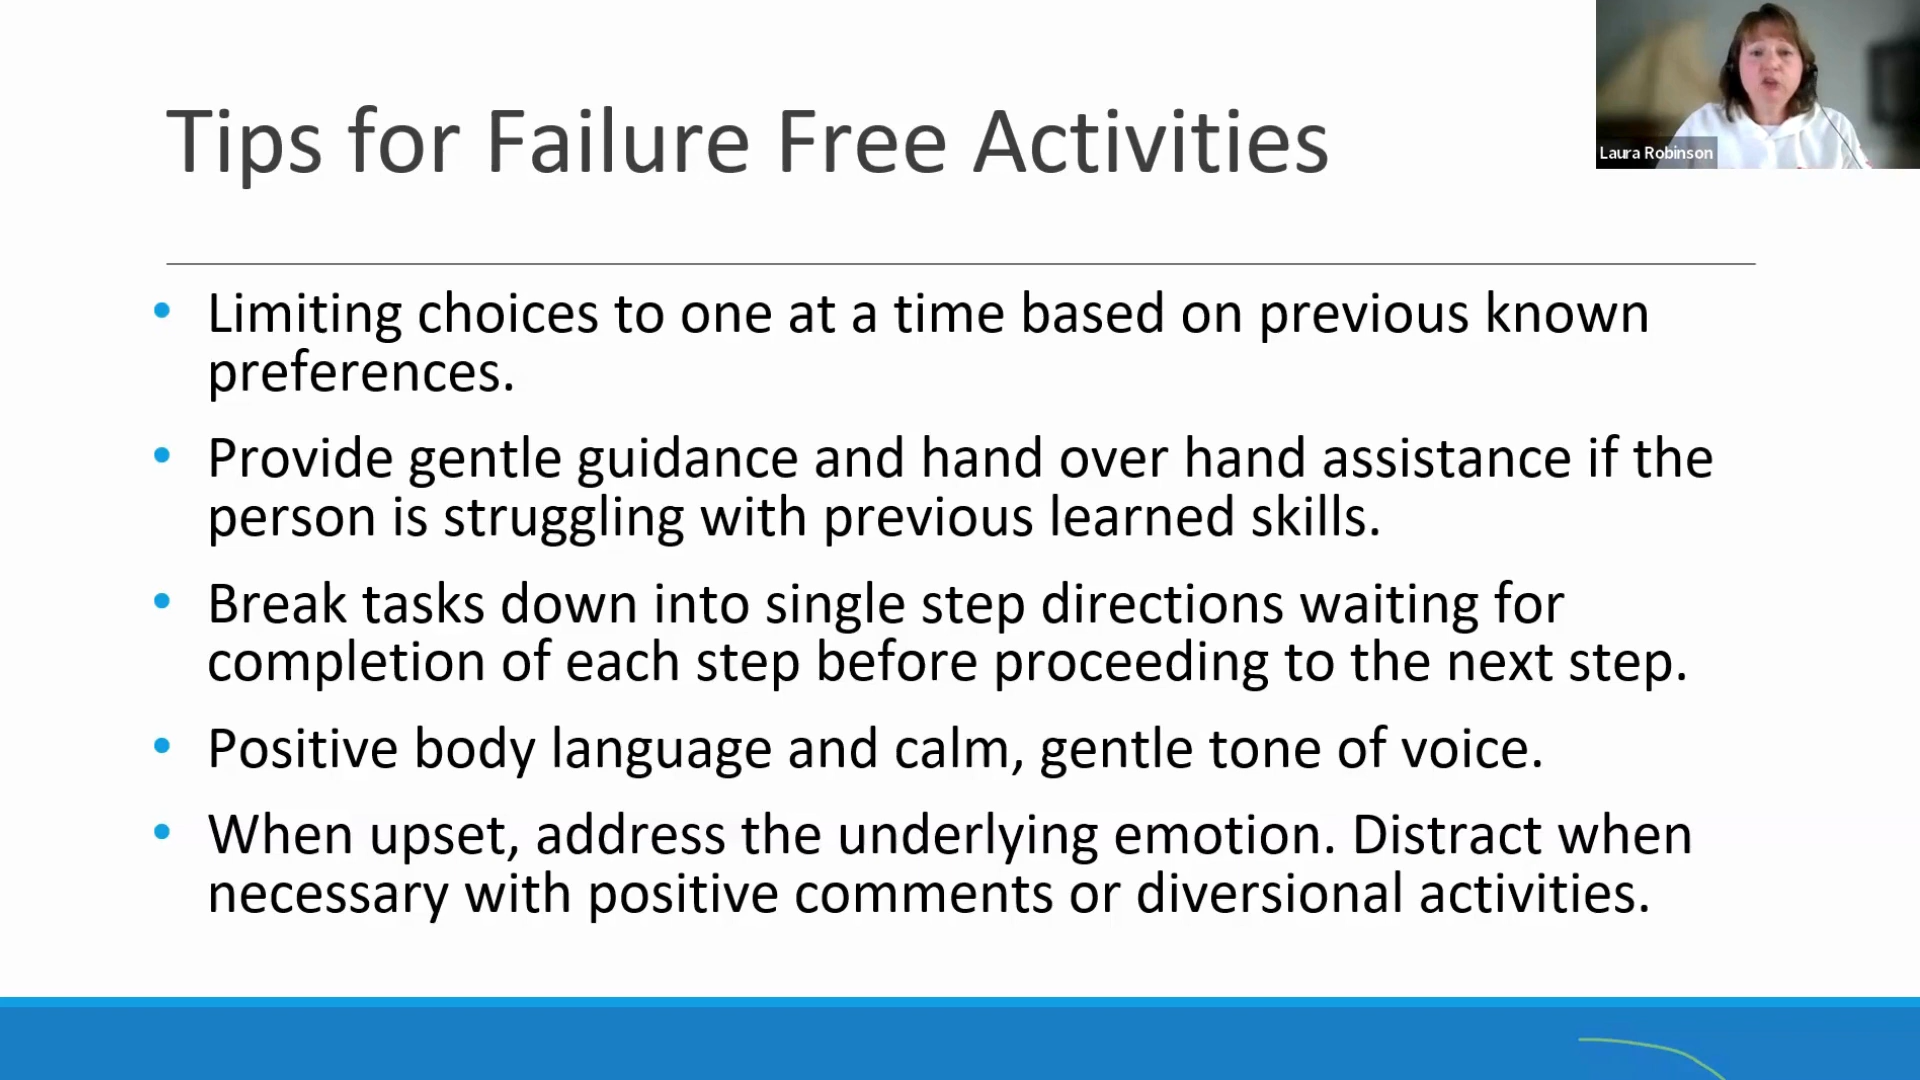 Tips for Failure Free Activities
Laura Robinson
• Limiting choices to one at a time based on previous known
preferences.
• Provide gentle guidance and hand over hand assistance if the
person is struggling with previous learned skills.
• Break tasks down into single step directions waiting for
completion of each step before proceeding to the next step.
• Positive body language and calm, gentle tone of voice.
• When upset, address the underlying emotion. Distract when
necessary with positive comments or diversional activities.